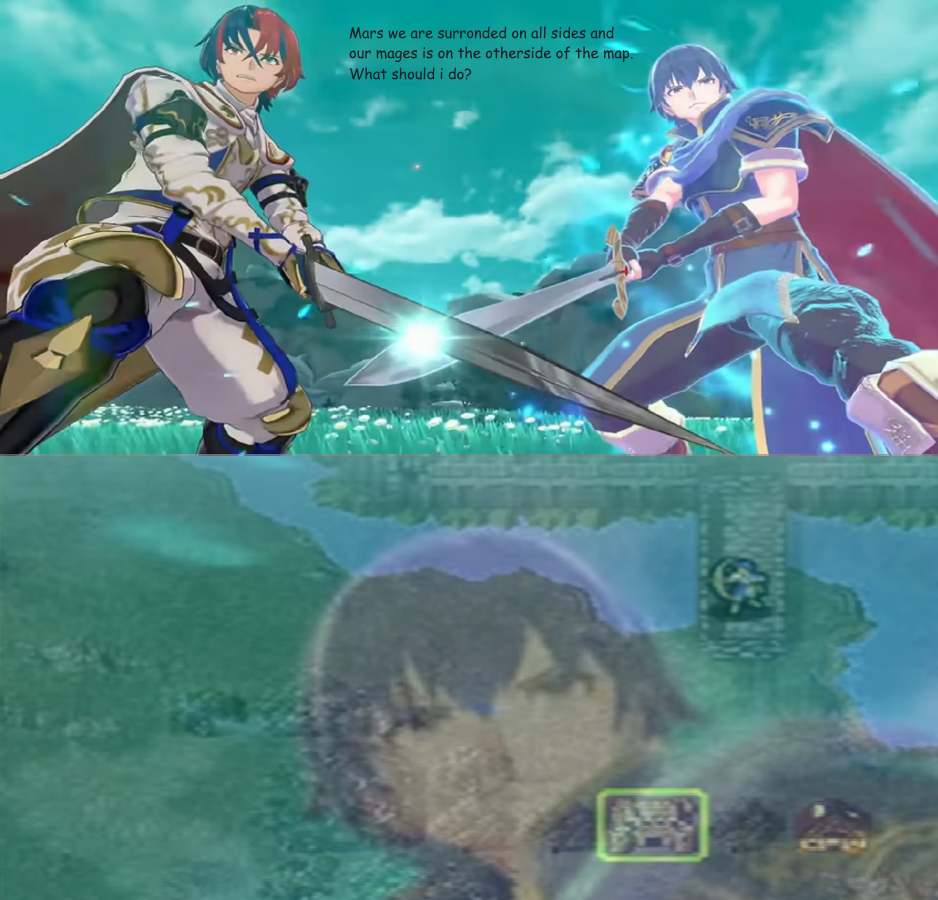 Mars we are surronded on all sides and
our mages is on the otherside of the map.
What should i do?